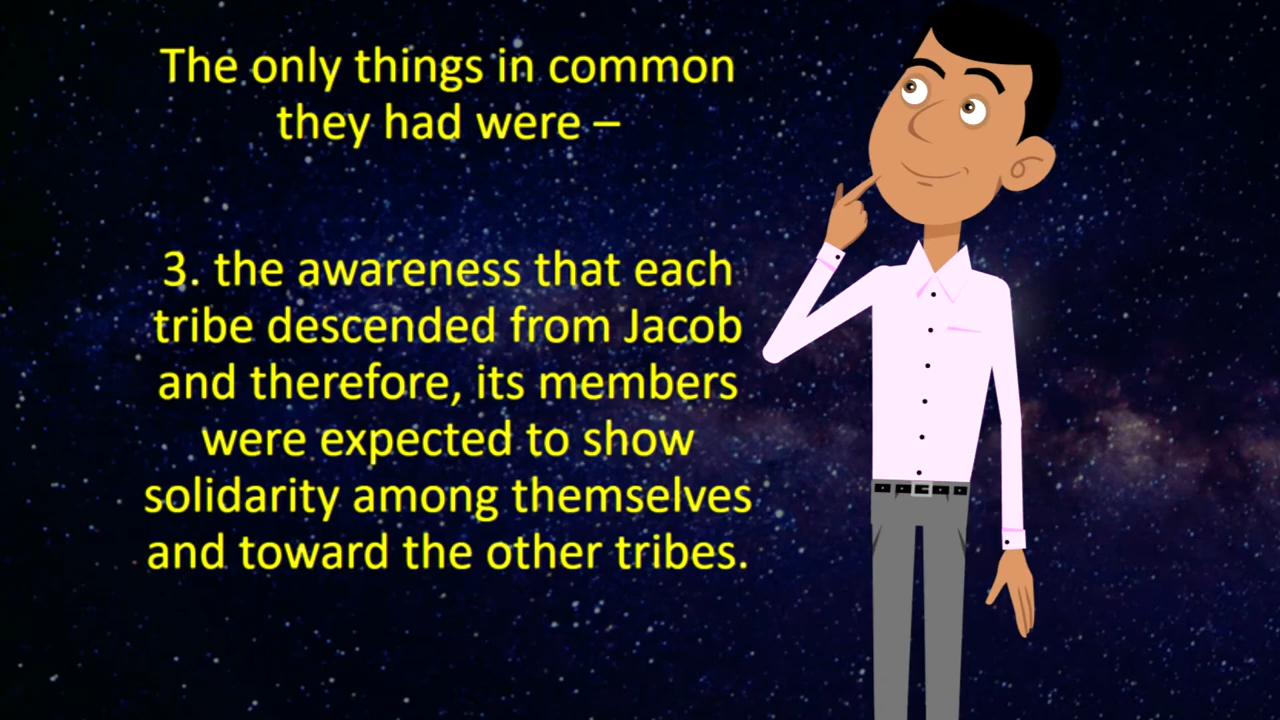 The only things in common
they had were –
3. the awareness that each
tribe descended from Jacob
and therefore, its members
were expected to show
solidarity among themselves
and toward the other tribes.